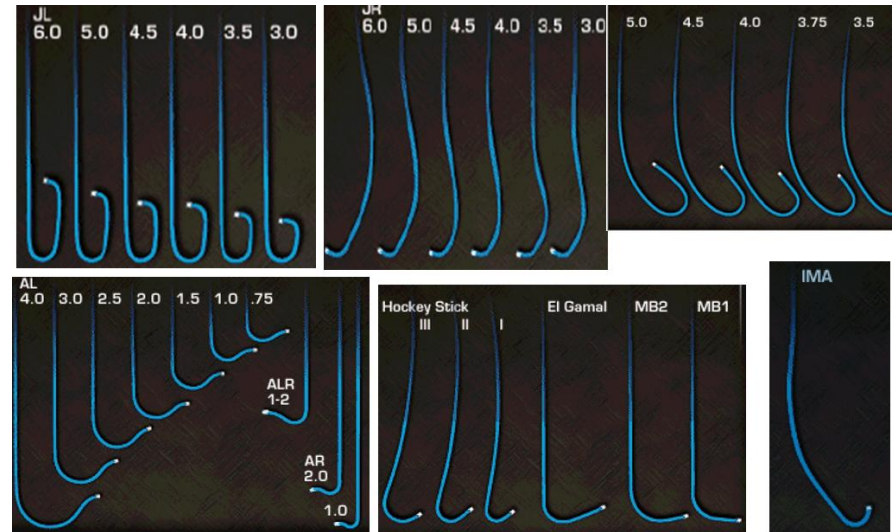 JL
6.0 5.0 4.5 4.0 3.5 3.0
JR
6.0 5.0 4.5 4.0 3.5 3.0
5.0 4.5 4.0 3.75 3.5
AL
4.0 3.0 2.5 2.0 1.5 1.0 .75
ALR
1-2
AR
2.0
1.0
Hockey Stick El Gamal MB2 MB1
III II I
IMA